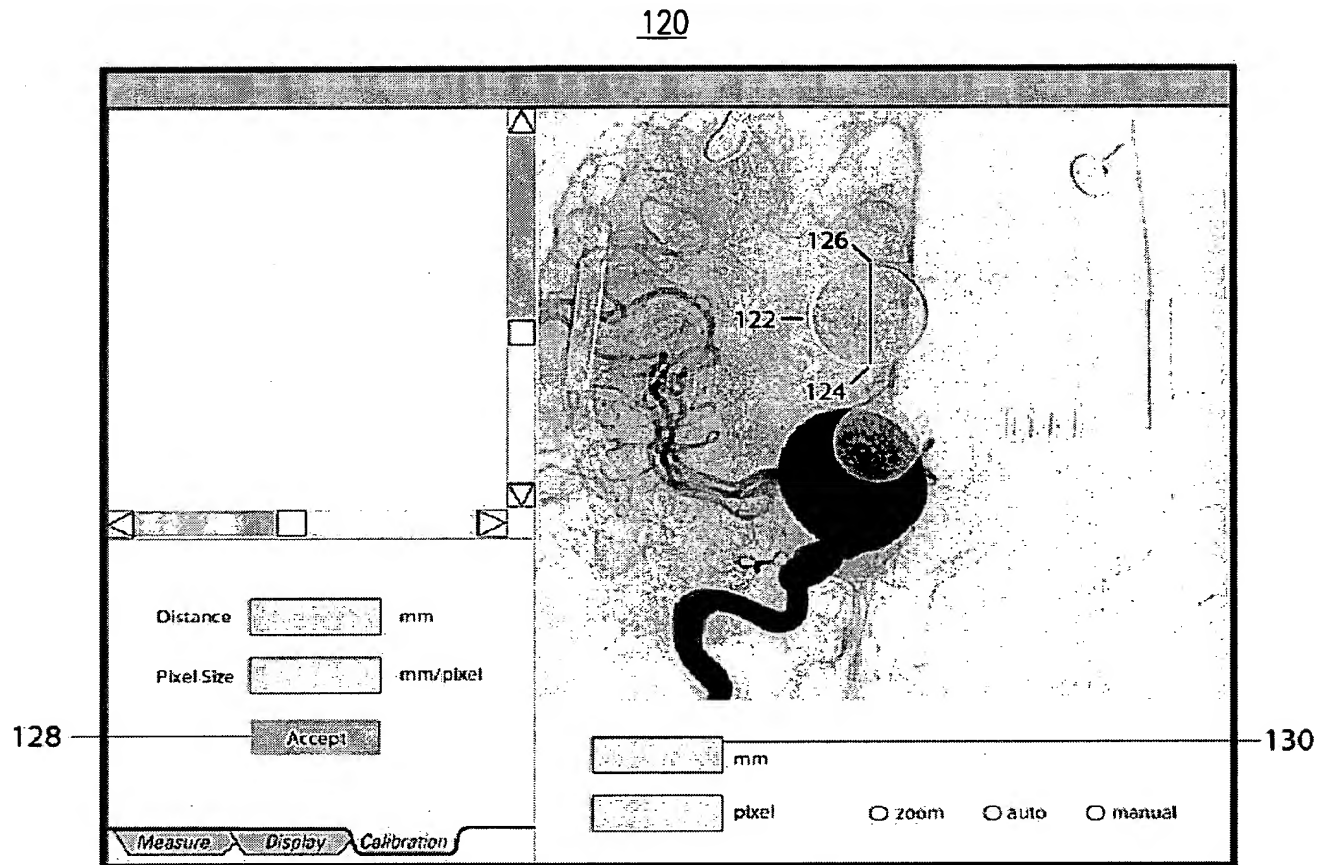 120
126
122
124
Distance mm
Pixel Size mm/pixel
128
Accept
130
mm
pixel
zoom auto manual
Measure Display Calibration